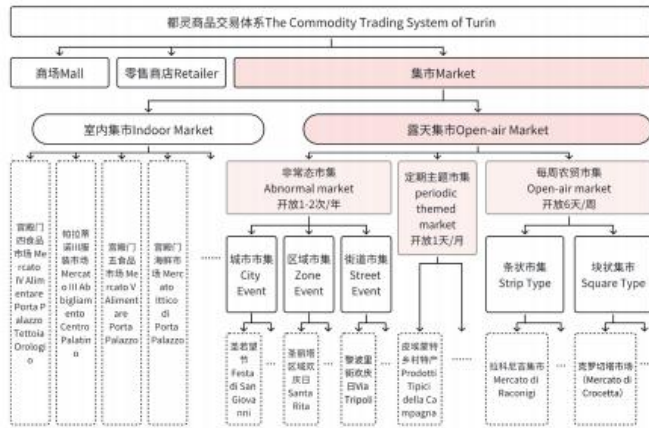 都灵商品交易体系The Commodity Trading System of Turin
商场Mall
零售商店Retailer
集市Market
室内集市Indoor Market
露天集市Open-air Market
宫殿门
四食品
市场 Me
rcato
IV Alim
entare
Porta P
alazzo
Tettoia
Orologi
o
帕拉蒂
诺III服
装市场
Mercat
o III Ab
bigliam
ento
Centro
Palatin
o
宫殿门
五食品
市场 Me
rcato V
Aliment
are
Porta
Palazzo
宫殿门
海鲜市
场 Merc
ato
Ittico
di
Porta
Palazzo
······
非常态市集
Abnormal market
开放1-2次/年
定期主题市集
periodic
themed
market
开放1天/月
每周农贸市集
Open-air market
开放6天/周
城市市集
City
Event
区域市集
Zone
Event
街道市集
Street
Event
条状市集
Strip Type
块状集市
Square Type
圣若望
节
Festa
di San
Giova
nni
...
圣丽塔
区域欢
庆日
Santa
Rita
...
黎波里
街欢庆
日Via
Tripoli
...
皮埃蒙特
乡村特产
Prodotti
Tipici
della Ca
mpagna
······
拉科尼吉集市
Mercato di
Raconigi
...
克罗切塔市场
（Mercato di
Crocetta）
...